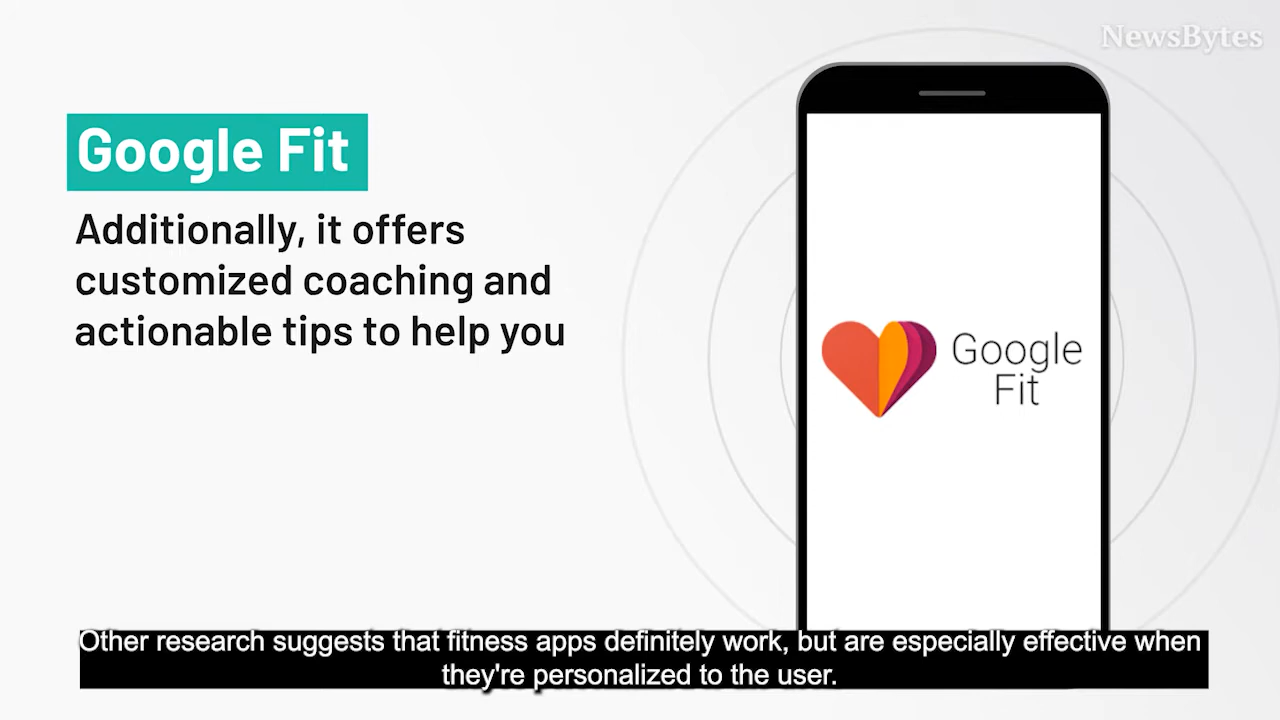 NewsBytes
Google Fit
Additionally, it offers
customized coaching and
actionable tips to help you
Google
Fit
Other research suggests that fitness apps definitely work, but are especially effective when
they're personalized to the user.